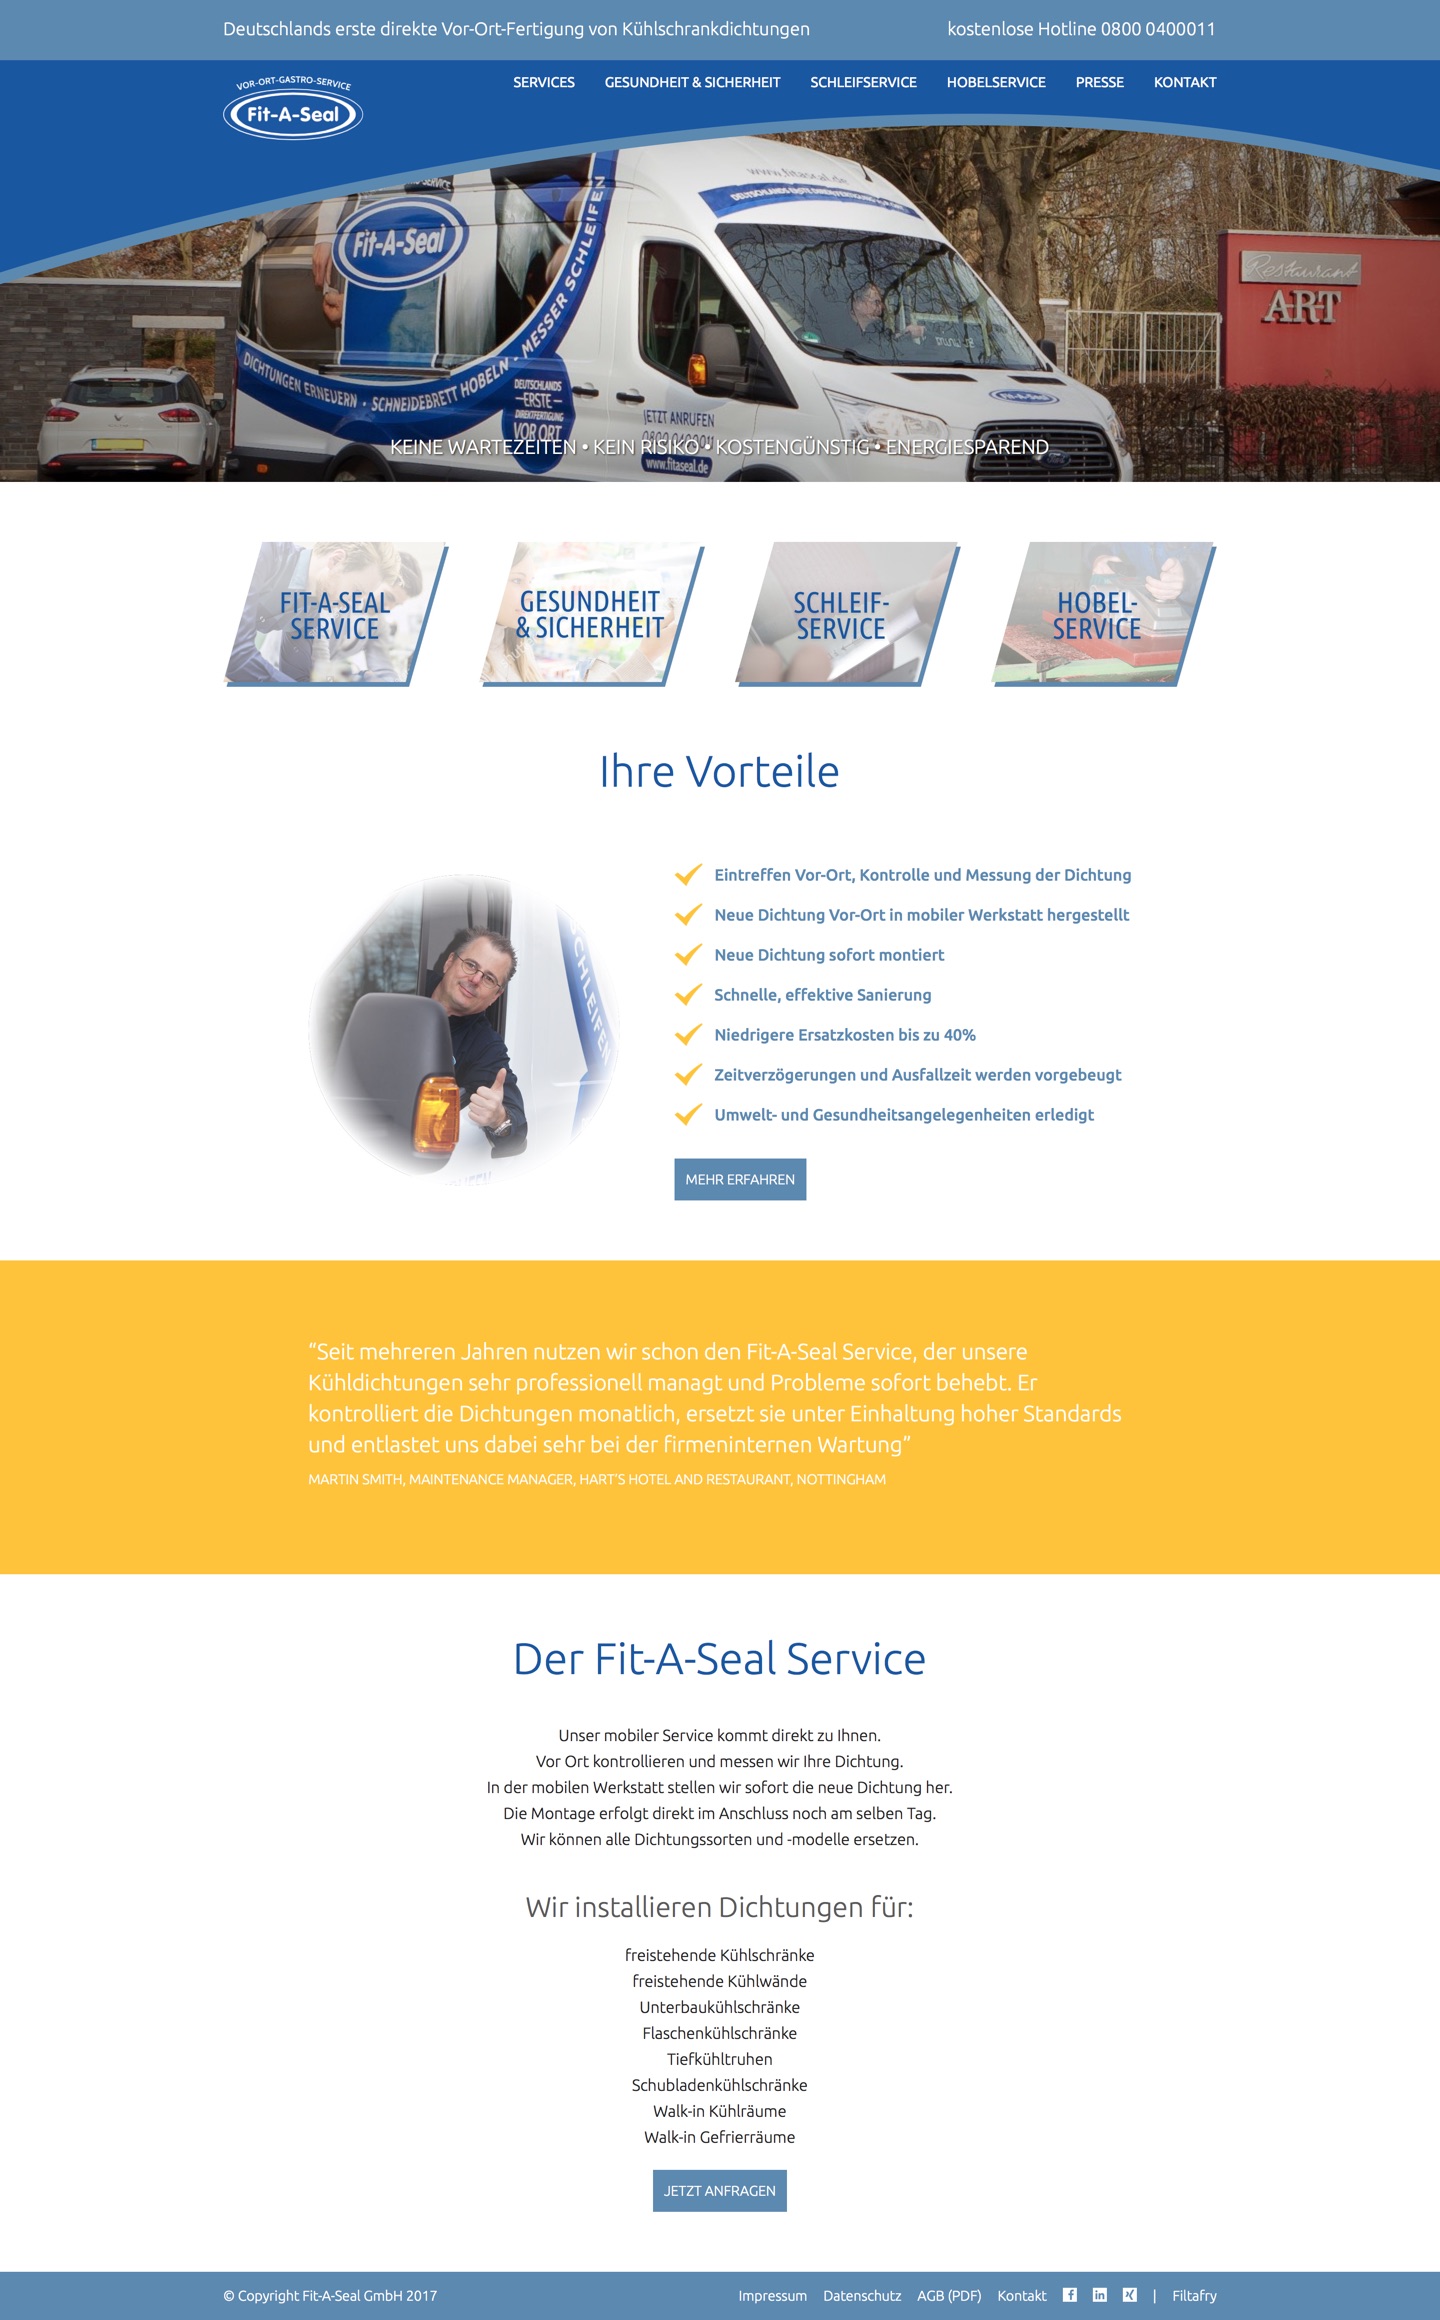 Deutschlands erste direkte Vor-Ort-Fertigung von Kühlschrankdichtungen
kostenlose Hotline 0800 0400011
VOR-ORT-GASTRO-SERVICE
Fit-A-Seal
SERVICES
GESUNDHEIT & SICHERHEIT
SCHLEIFSERVICE
HOBELSERVICE
PRESSE
KONTAKT
www.fitaseal.de
Fit-A-Seal
DICHTUNGEN ERNEUERN • SCHNEIDEBRETT HOBELN • MESSER SCHLEIFEN
Restaurant
ART
DEUTSCHLANDS
ERSTE
DIREKTFERTIGUNG
VOR ORT
JETZT ANRUFEN
0800 0400011
www.fitaseal.de
KEINE WARTEZEITEN • KEIN RISIKO • KOSTENGÜNSTIG • ENERGIESPAREND
FIT-A-SEAL
SERVICE
GESUNDHEIT
& SICHERHEIT
SCHLEIF-
SERVICE
HOBEL-
SERVICE
Ihre Vorteile
SCHLEIFEN
Eintreffen Vor-Ort, Kontrolle und Messung der Dichtung
Neue Dichtung Vor-Ort in mobiler Werkstatt hergestellt
Neue Dichtung sofort montiert
Schnelle, effektive Sanierung
Niedrigere Ersatzkosten bis zu 40%
Zeitverzögerungen und Ausfallzeit werden vorgebeugt
Umwelt- und Gesundheitsangelegenheiten erledigt
MEHR ERFAHREN
“Seit mehreren Jahren nutzen wir schon den Fit-A-Seal Service, der unsere
Kühldichtungen sehr professionell managt und Probleme sofort behebt. Er
kontrolliert die Dichtungen monatlich, ersetzt sie unter Einhaltung hoher Standards
und entlastet uns dabei sehr bei der firmeninternen Wartung”
MARTIN SMITH, MAINTENANCE MANAGER, HART’S HOTEL AND RESTAURANT, NOTTINGHAM
Der Fit-A-Seal Service
Unser mobiler Service kommt direkt zu Ihnen.
Vor Ort kontrollieren und messen wir Ihre Dichtung.
In der mobilen Werkstatt stellen wir sofort die neue Dichtung her.
Die Montage erfolgt direkt im Anschluss noch am selben Tag.
Wir können alle Dichtungssorten und -modelle ersetzen.
Wir installieren Dichtungen für:
freistehende Kühlschränke
freistehende Kühlwände
Unterbaukühlschränke
Flaschenkühlschränke
Tiefkühltruhen
Schubladenkühlschränke
Walk-in Kühlräume
Walk-in Gefrierräume
JETZT ANFRAGEN
© Copyright Fit-A-Seal GmbH 2017
Impressum
Datenschutz
AGB (PDF)
Kontakt
|
Filtafry